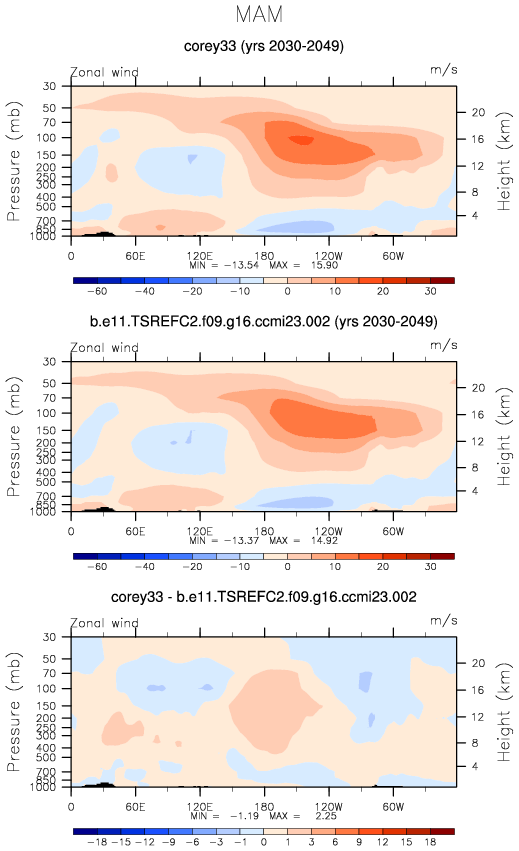 MAM
corey33 (yrs 2030-2049)
Zonal wind m/s
Pressure (mb)
30
50
70
100
150
200
250
300
400
500
700
850
1000
Height (km)
20
16
12
8
4
0 60E 120E 180 120W 60W
MIN = -13.54 MAX = 15.90
-60 -40 -20 -10 0 10 20 30
b.e11.TSREFC2.f09.g16.ccmi23.002 (yrs 2030-2049)
Zonal wind m/s
Pressure (mb)
30
50
70
100
150
200
250
300
400
500
700
850
1000
Height (km)
20
16
12
8
4
0 60E 120E 180 120W 60W
MIN = -13.37 MAX = 14.92
-60 -40 -20 -10 0 10 20 30
corey33 - b.e11.TSREFC2.f09.g16.ccmi23.002
Zonal wind m/s
Pressure (mb)
30
50
70
100
150
200
250
300
400
500
700
850
1000
Height (km)
20
16
12
8
4
0 60E 120E 180 120W 60W
MIN = -1.19 MAX = 2.25
-18 -15 -12 -9 -6 -3 -1 0 1 3 6 9 12 15 18